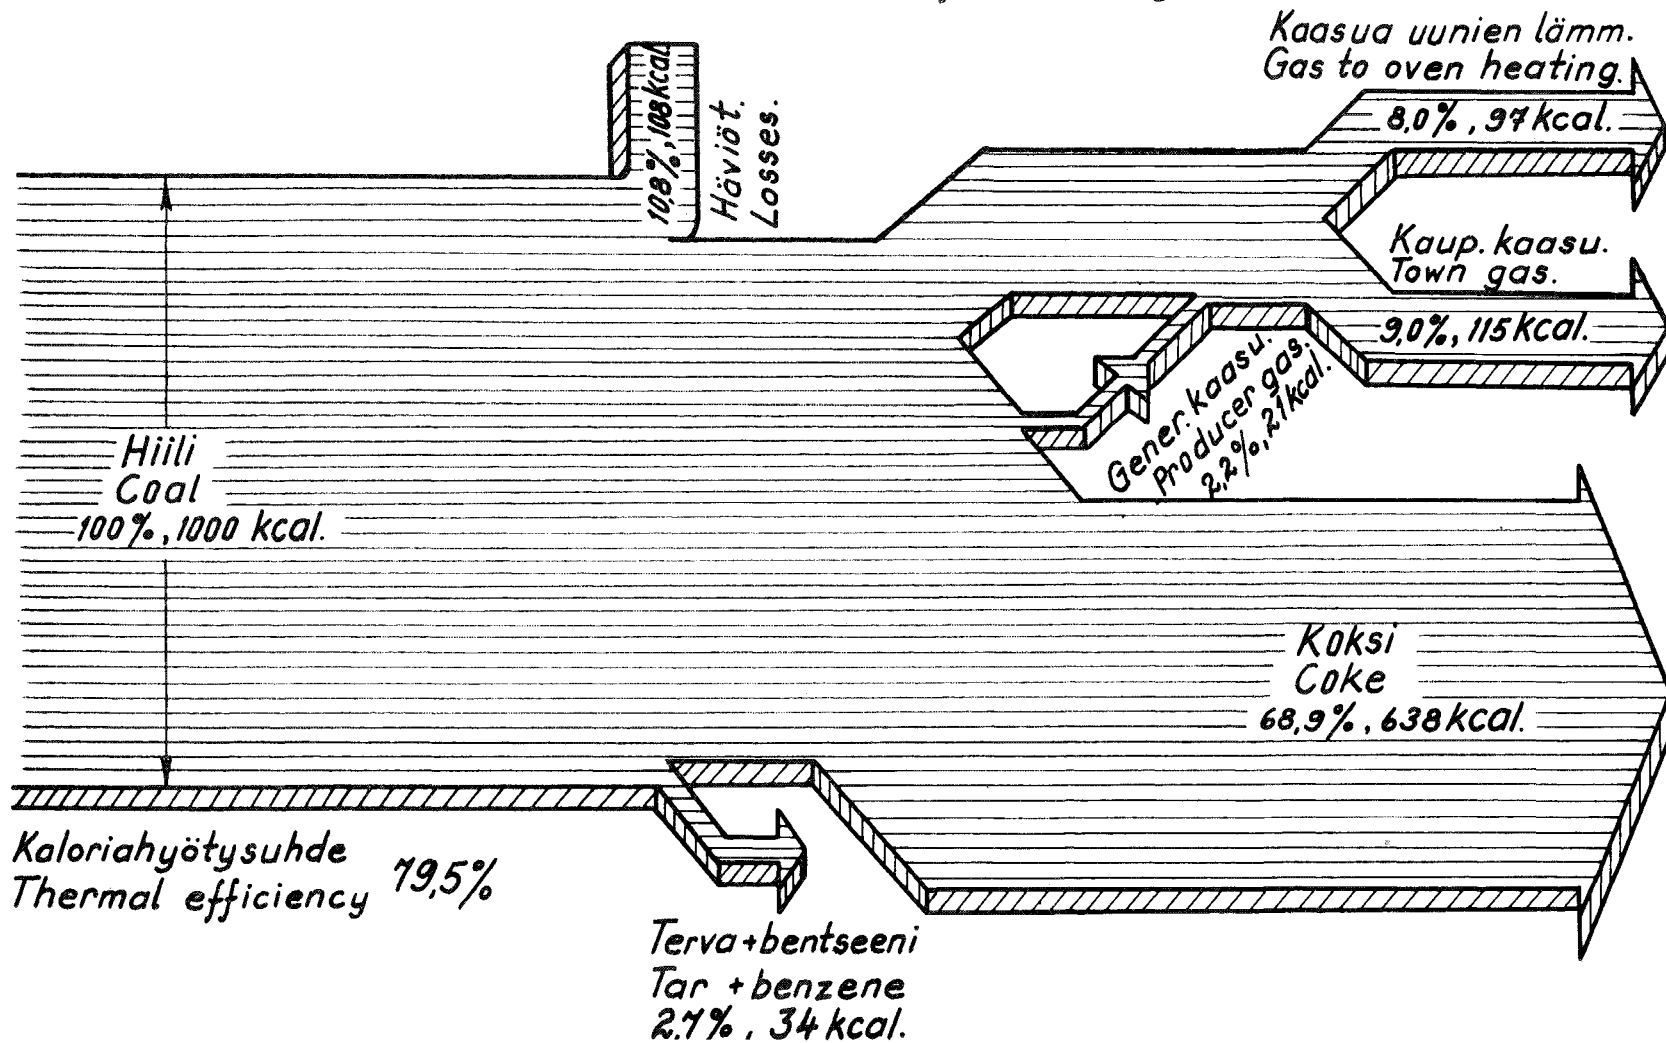 Kaasua uunien lämm.
Gas to oven heating.
8,0%, 97 kcal.
10,8%, 108 kcal
Häviöt.
Losses.
Kaup. kaasu.
Town gas.
9,0%, 115 kcal.
Gener. kaasu.
Producer gas.
2,2%, 21 kcal.
Hiili
Coal
100%, 1000 kcal.
Koksi
Coke
68,9%, 638 kcal.
Kaloriahyötysuhde
Thermal efficiency 79,5%
Terva + bentseeni
Tar + benzene
2.7%, 34 kcal.